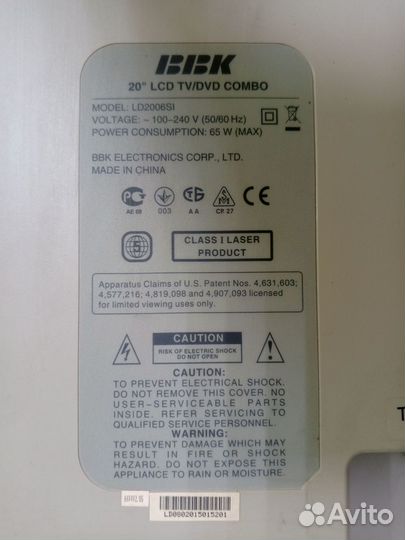 BBK
20" LCD TV/DVD COMBO
MODEL: LD2006SI
VOLTAGE: ~ 100-240 V (50/60 Hz)
POWER CONSUMPTION: 65 W (MAX)
BBK ELECTRONICS CORP., LTD.
MADE IN CHINA
AE 68 003 A A CP. 27
CLASS I LASER
PRODUCT
Apparatus Claims of U.S. Patent Nos. 4,631,603;
4,577,216; 4,819,098 and 4,907,093 licensed
for limited viewing uses only.
CAUTION
RISK OF ELECTRIC SHOCK
DO NOT OPEN
CAUTION:
TO PREVENT ELECTRICAL SHOCK,
DO NOT REMOVE THIS COVER. NO
USER-SERVICEABLE PARTS
INSIDE. REFER SERVICING TO
QUALIFIED SERVICE PERSONNEL.
WARNING:
TO PREVENT DAMAGE WHICH MAY
RESULT IN FIRE OR SHOCK
HAZARD. DO NOT EXPOSE THIS
APPLIANCE TO RAIN OR MOISTURE.
LD0802015015201
T
Avito